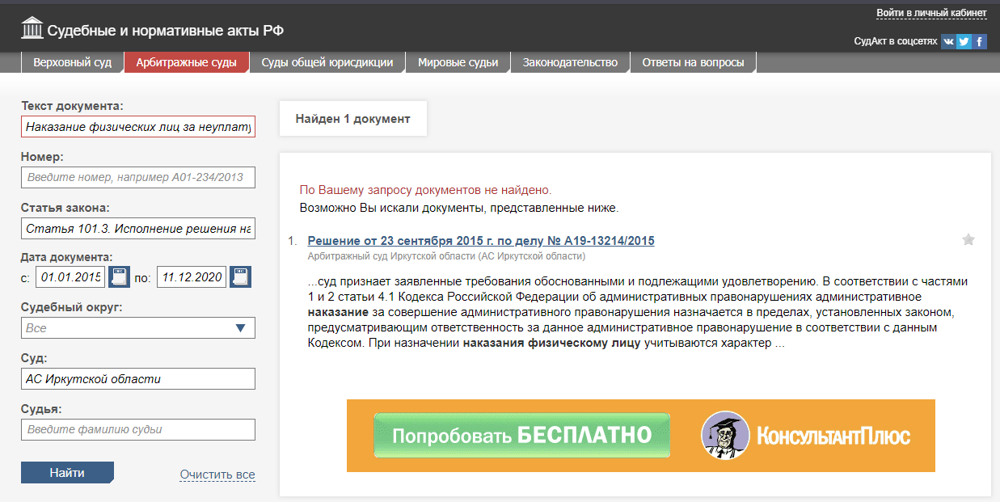 Войти в личный кабинет
Судебные и нормативные акты РФ
СудАкт в соцсетях
Верховный суд Арбитражные суды Суды общей юрисдикции Мировые судьи Законодательство Ответы на вопросы
Текст документа:
Наказание физических лиц за неуплату
Номер:
Введите номер, например А01-234/2013
Статья закона:
Статья 101.3. Исполнение решения на
Дата документа:
с: 01.01.2015 по: 11.12.2020
Судебный округ:
Все
Суд:
АС Иркутской области
Судья:
Введите фамилию судьи
Найти Очистить все
Найден 1 документ
По Вашему запросу документов не найдено.
Возможно Вы искали документы, представленные ниже.
1. Решение от 23 сентября 2015 г. по делу № А19-13214/2015
Арбитражный суд Иркутской области (АС Иркутской области)
...суд признает заявленные требования обоснованными и подлежащими удовлетворению. В соответствии с частями
1 и 2 статьи 4.1 Кодекса Российской Федерации об административных правонарушениях административное
наказание за совершение административного правонарушения назначается в пределах, установленных законом,
предусматривающим ответственность за данное административное правонарушение в соответствии с данным
Кодексом. При назначении наказания физическому лицу учитываются характер ...
Попробовать БЕСПЛАТНО КонсультантПлюс